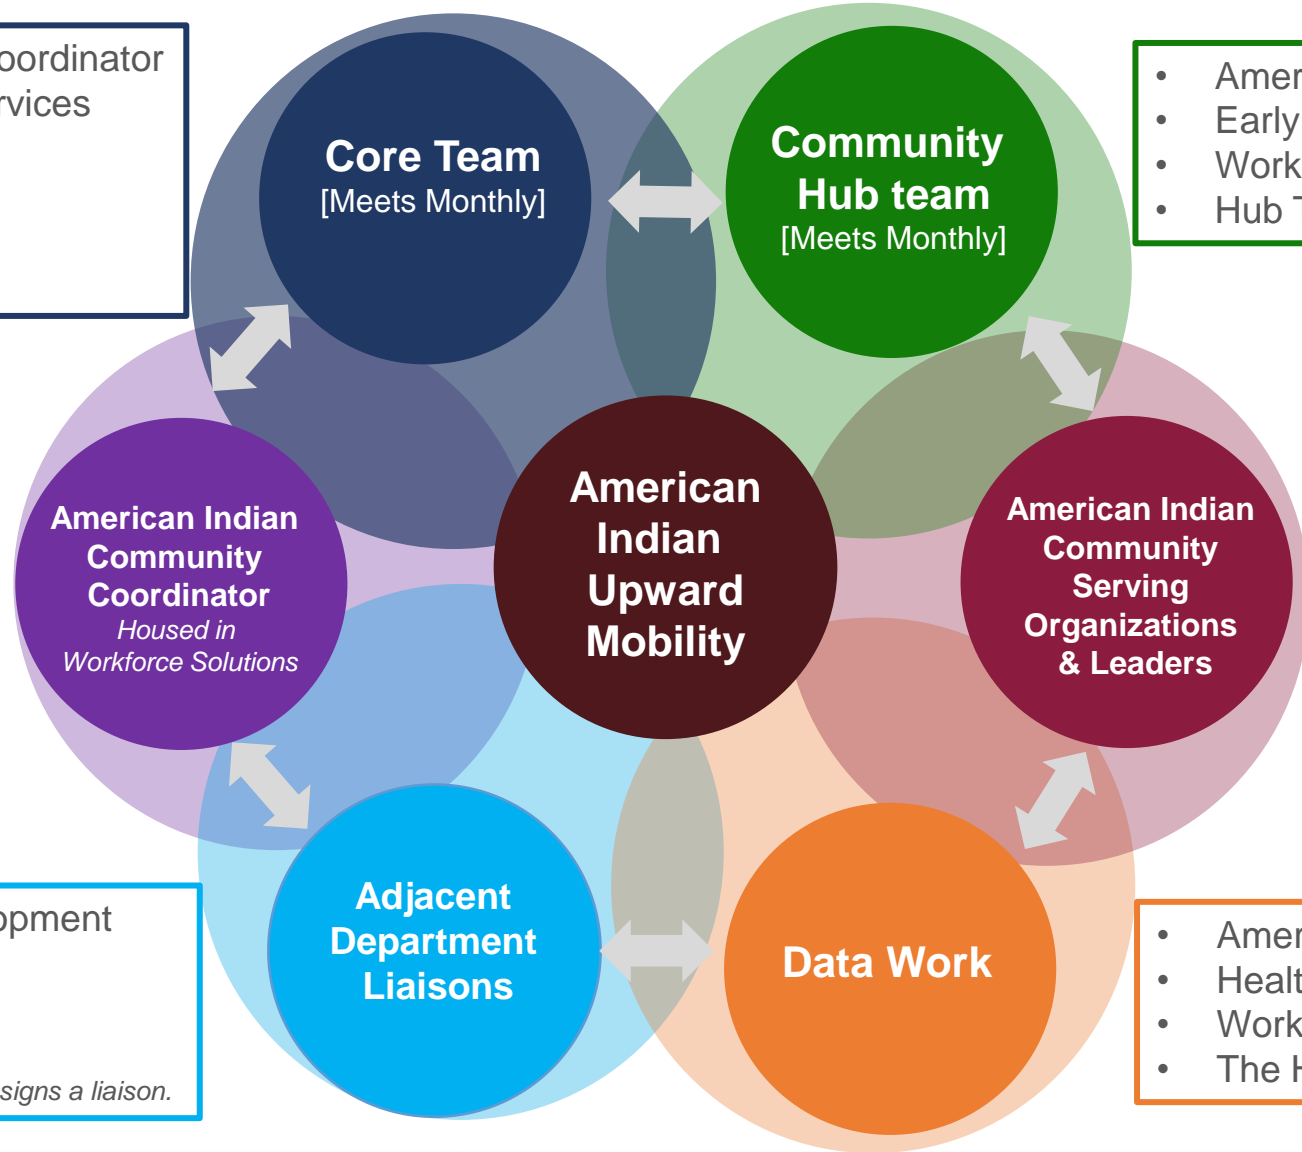 oordinator
rvices
Core Team
[Meets Monthly]
Community
Hub team
[Meets Monthly]
• Amer
• Early
• Work
• Hub T
American Indian
Community
Coordinator
Housed in
Workforce Solutions
American
Indian
Upward
Mobility
American Indian
Community
Serving
Organizations
& Leaders
opment
signs a liaison.
Adjacent
Department
Liaisons
Data Work
• Amer
• Healt
• Work
• The H